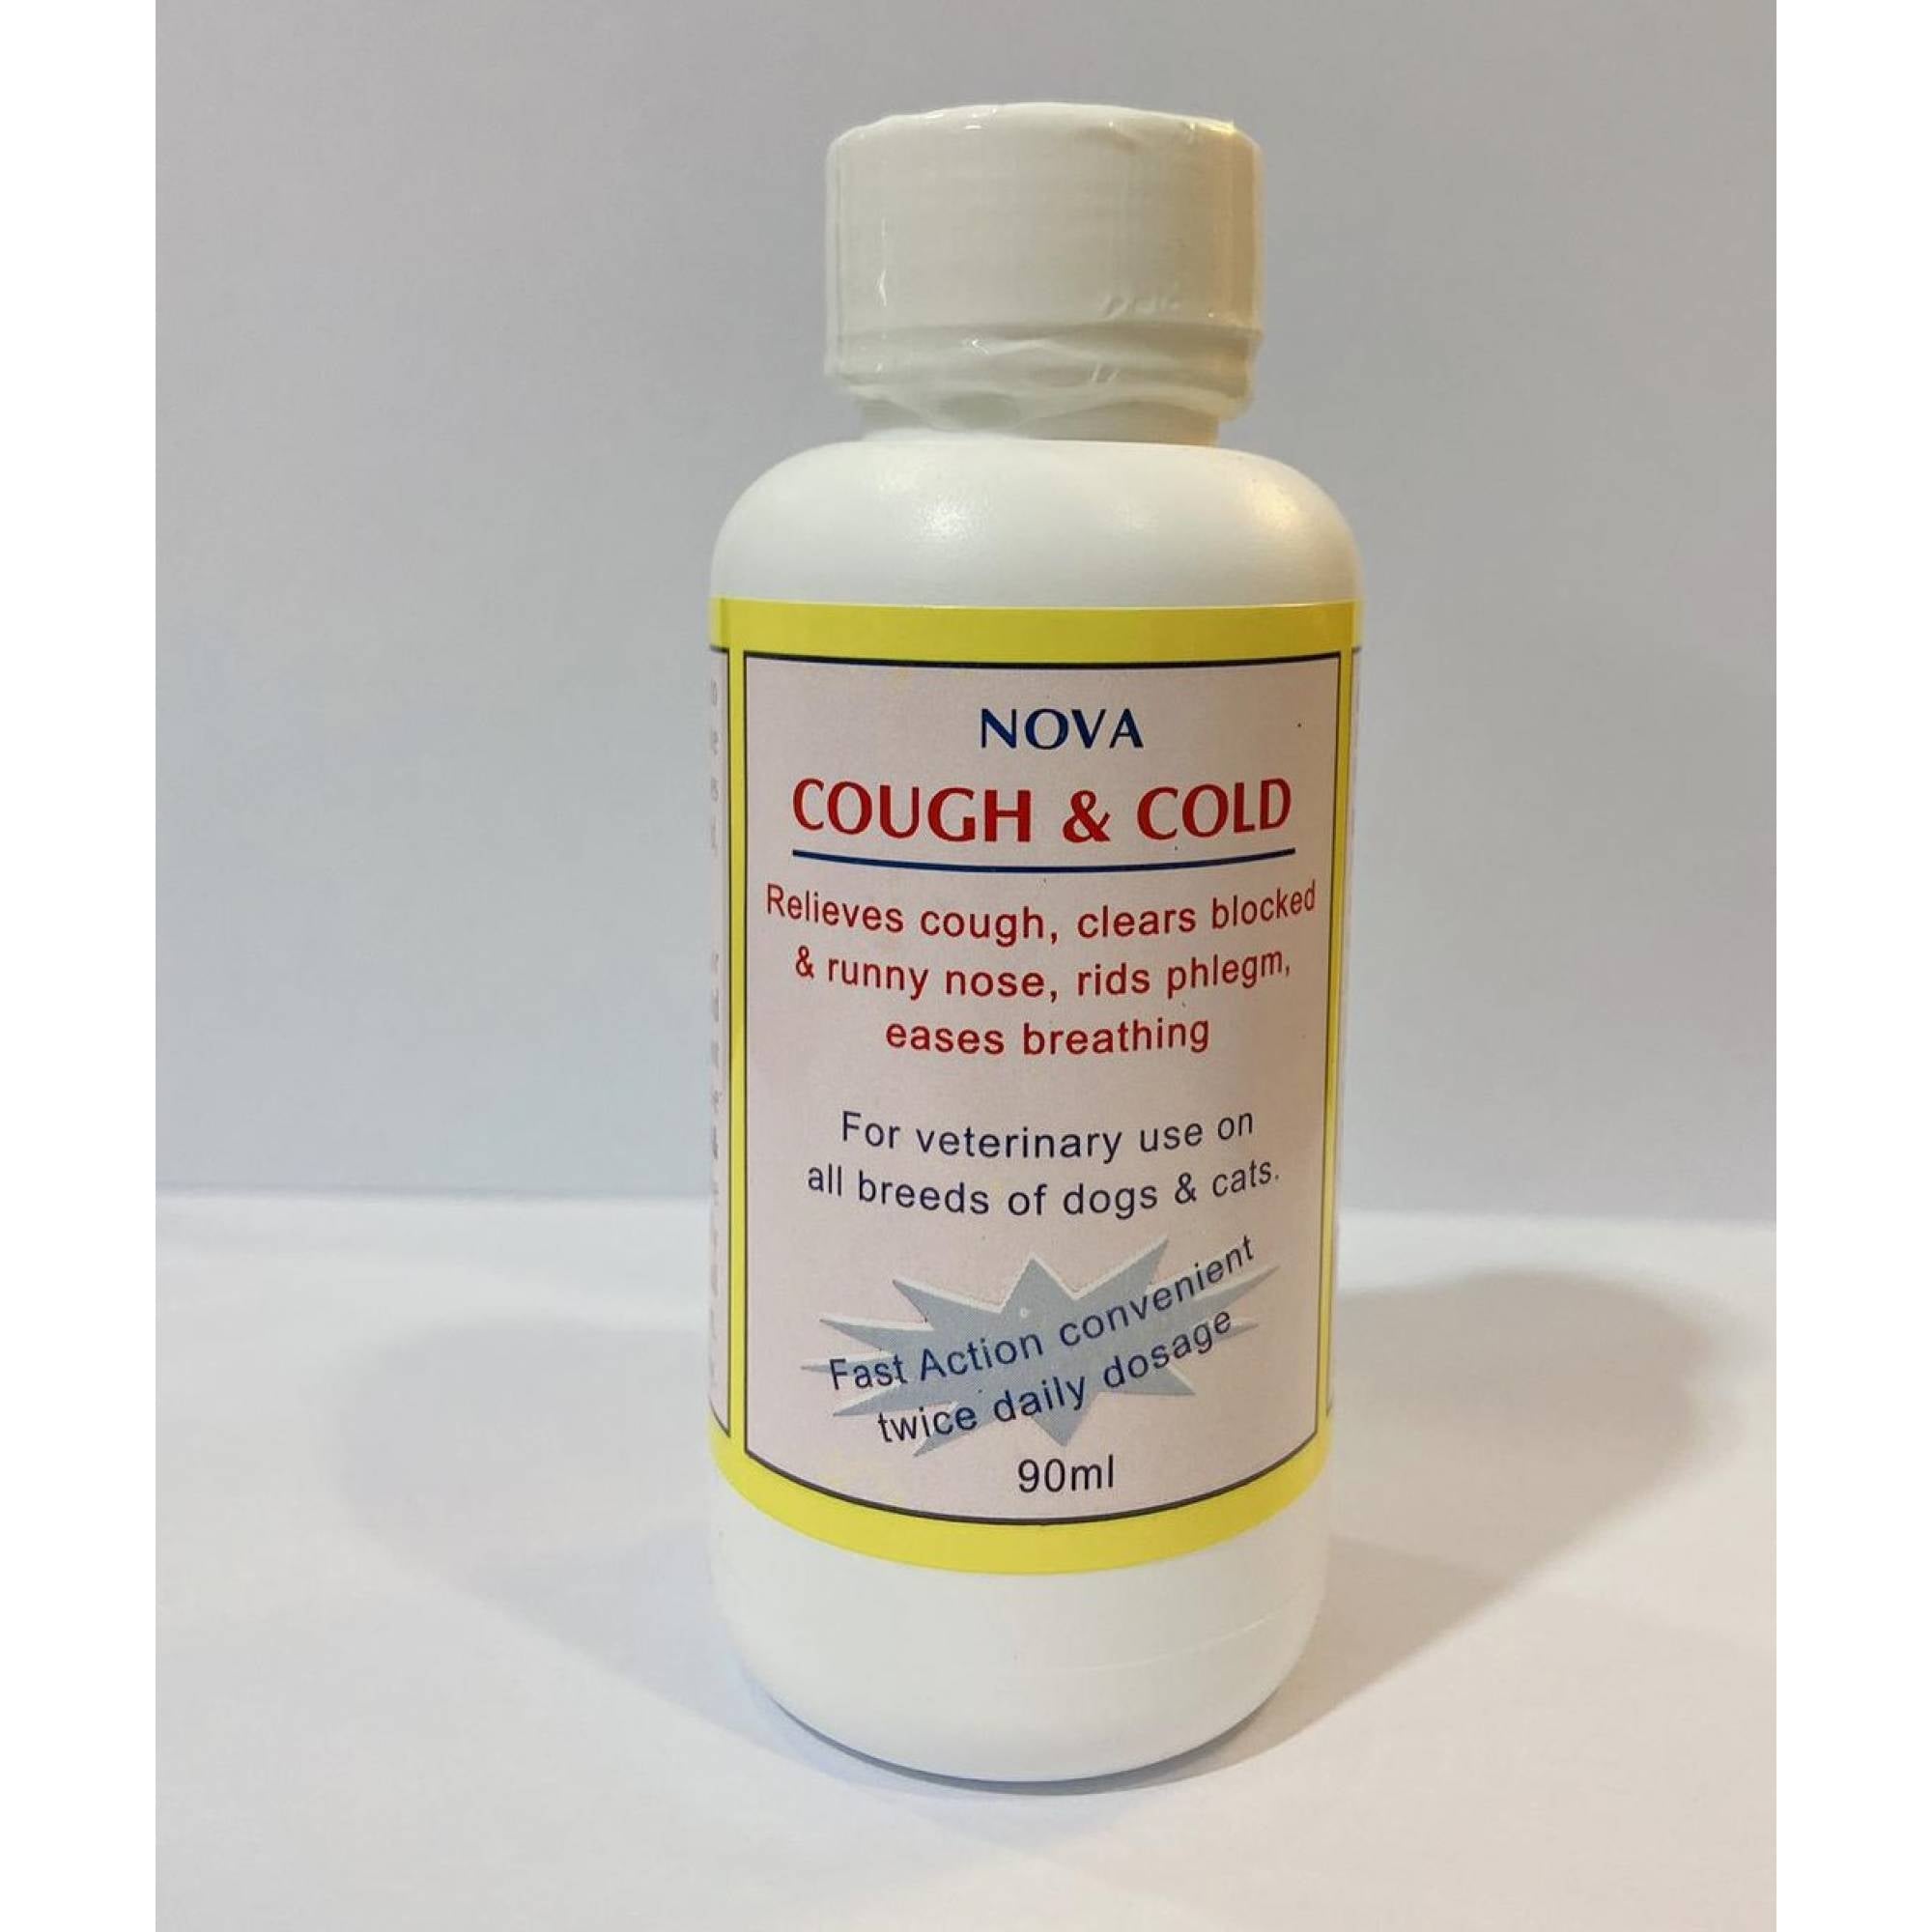 NOVA
COUGH & COLD
Relieves cough, clears blocked
& runny nose, rids phlegm,
eases breathing
For veterinary use on
all breeds of dogs & cats.
Fast Action convenient
twice daily dosage
90ml